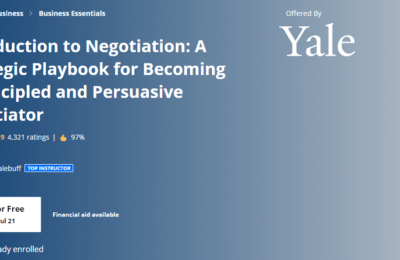 usiness > Business Essentials
Offered By
Yale
duction to Negotiation: A
egic Playbook for Becoming
cipled and Persuasive
tiator
9 4,321 ratings | 97%
alebuff TOP INSTRUCTOR
or Free
ul 21
Financial aid available
ady enrolled